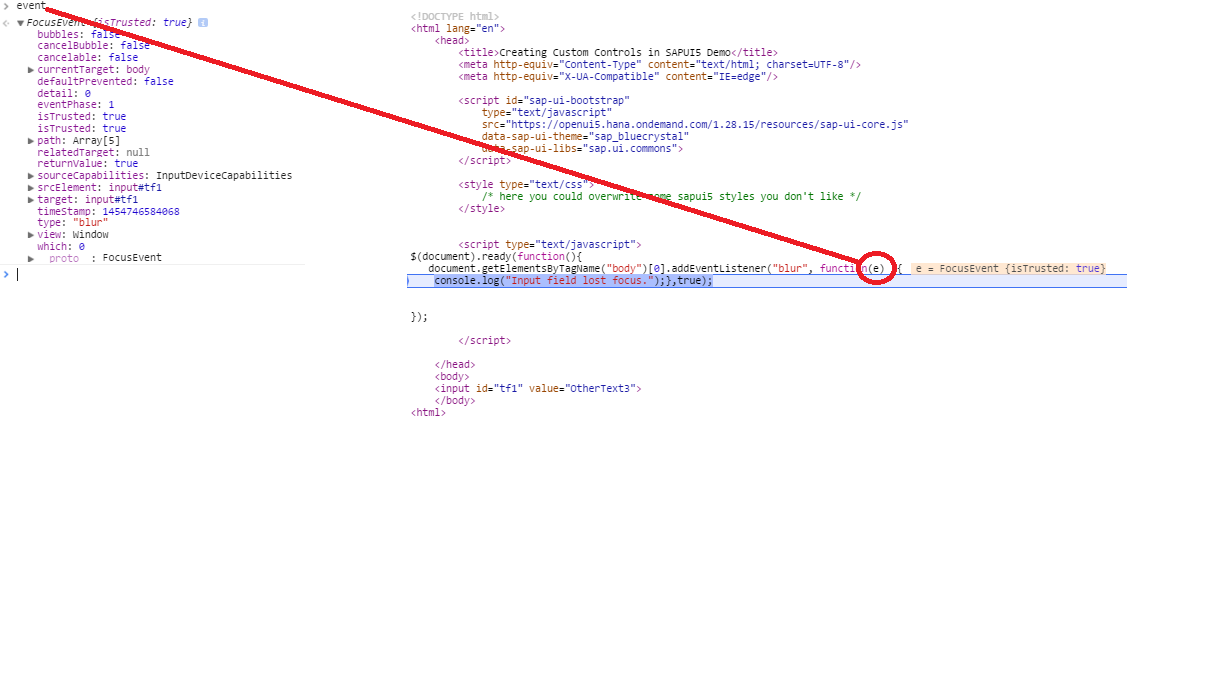 event
FocusEvent {isTrusted: true}
bubbles: false
cancelBubble: false
cancelable: false
currentTarget: body
defaultPrevented: false
detail: 0
eventPhase: 1
isTrusted: true
isTrusted: true
path: Array[5]
relatedTarget: null
returnValue: true
sourceCapabilities: InputDeviceCapabilities
srcElement: input#tf1
target: input#tf1
timeStamp: 1454746584068
type: "blur"
view: Window
which: 0
__proto__: FocusEvent
<!DOCTYPE html>
<html lang="en">
<head>
<title>Creating Custom Controls in SAPUI5 Demo</title>
<meta http-equiv="Content-Type" content="text/html; charset=UTF-8"/>
<meta http-equiv="X-UA-Compatible" content="IE=edge"/>
<script id="sap-ui-bootstrap"
type="text/javascript"
src="https://openui5.hana.ondemand.com/1.28.15/resources/sap-ui-core.js"
data-sap-ui-theme="sap_bluecrystal"
data-sap-ui-libs="sap.ui.commons">
</script>
<style type="text/css">
/* here you could overwrite some sapui5 styles you don't like */
</style>
<script type="text/javascript">
$(document).ready(function(){
document.getElementsByTagName("body")[0].addEventListener("blur", function(e) { e = FocusEvent {isTrusted: true}
console.log("Input field lost focus.");},true);
});
</script>
</head>
<body>
<input id="tf1" value="OtherText3">
</body>
<html>